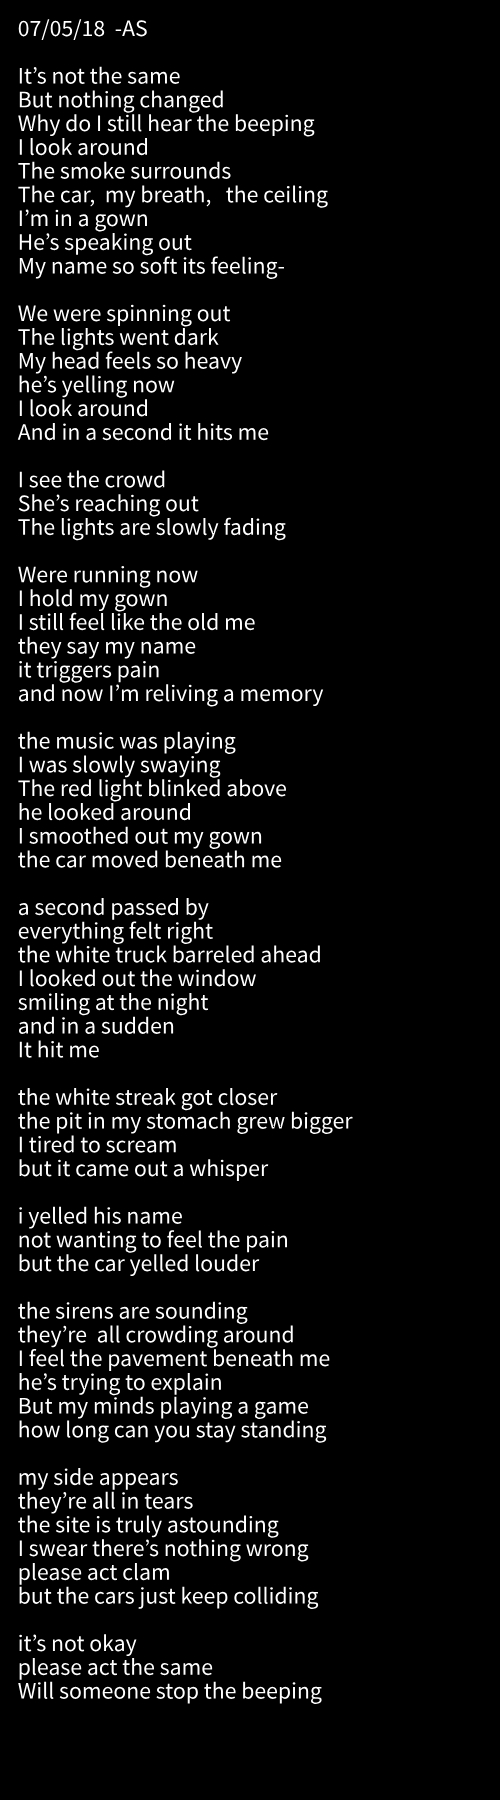 07/05/18  -AS
It's not the same
But nothing changed
Why do I still hear the beeping
I look around
The smoke surrounds
The car,  my breath,   the ceiling
I'm in a gown
He's speaking out
My name so soft its feeling-
We were spinning out
The lights went dark
My head feels so heavy
he's yelling now
I look around
And in a second it hits me
I see the crowd
She's reaching out
The lights are slowly fading
Were running now
I hold my gown
I still feel like the old me
they say my name
it triggers pain
and now I'm reliving a memory
the music was playing
I was slowly swaying
The red light blinked above
he looked around
I smoothed out my gown
the car moved beneath me
a second passed by
everything felt right
the white truck barreled ahead
I looked out the window
smiling at the night
and in a sudden
It hit me
the white streak got closer
the pit in my stomach grew bigger
I tired to scream
but it came out a whisper
i yelled his name
not wanting to feel the pain
but the car yelled louder
the sirens are sounding
they're  all crowding around
I feel the pavement beneath me
he's trying to explain
But my minds playing a game
how long can you stay standing
my side appears
they're all in tears
the site is truly astounding
I swear there's nothing wrong
please act clam
but the cars just keep colliding
it's not okay
please act the same
Will someone stop the beeping